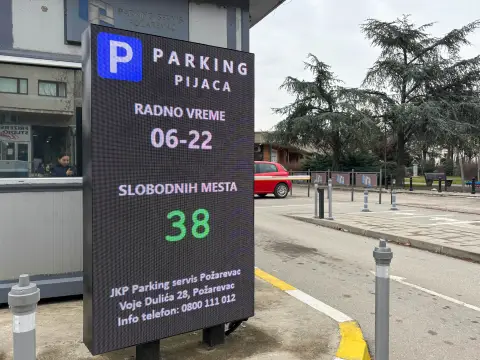 P PARKING
PIJACA
RADNO VREME
06-22
SLOBODNIH MESTA
38
JKP Parking servis Požarevac
Voje Dulića 28, Požarevac
Info telefon: 0800 111 012